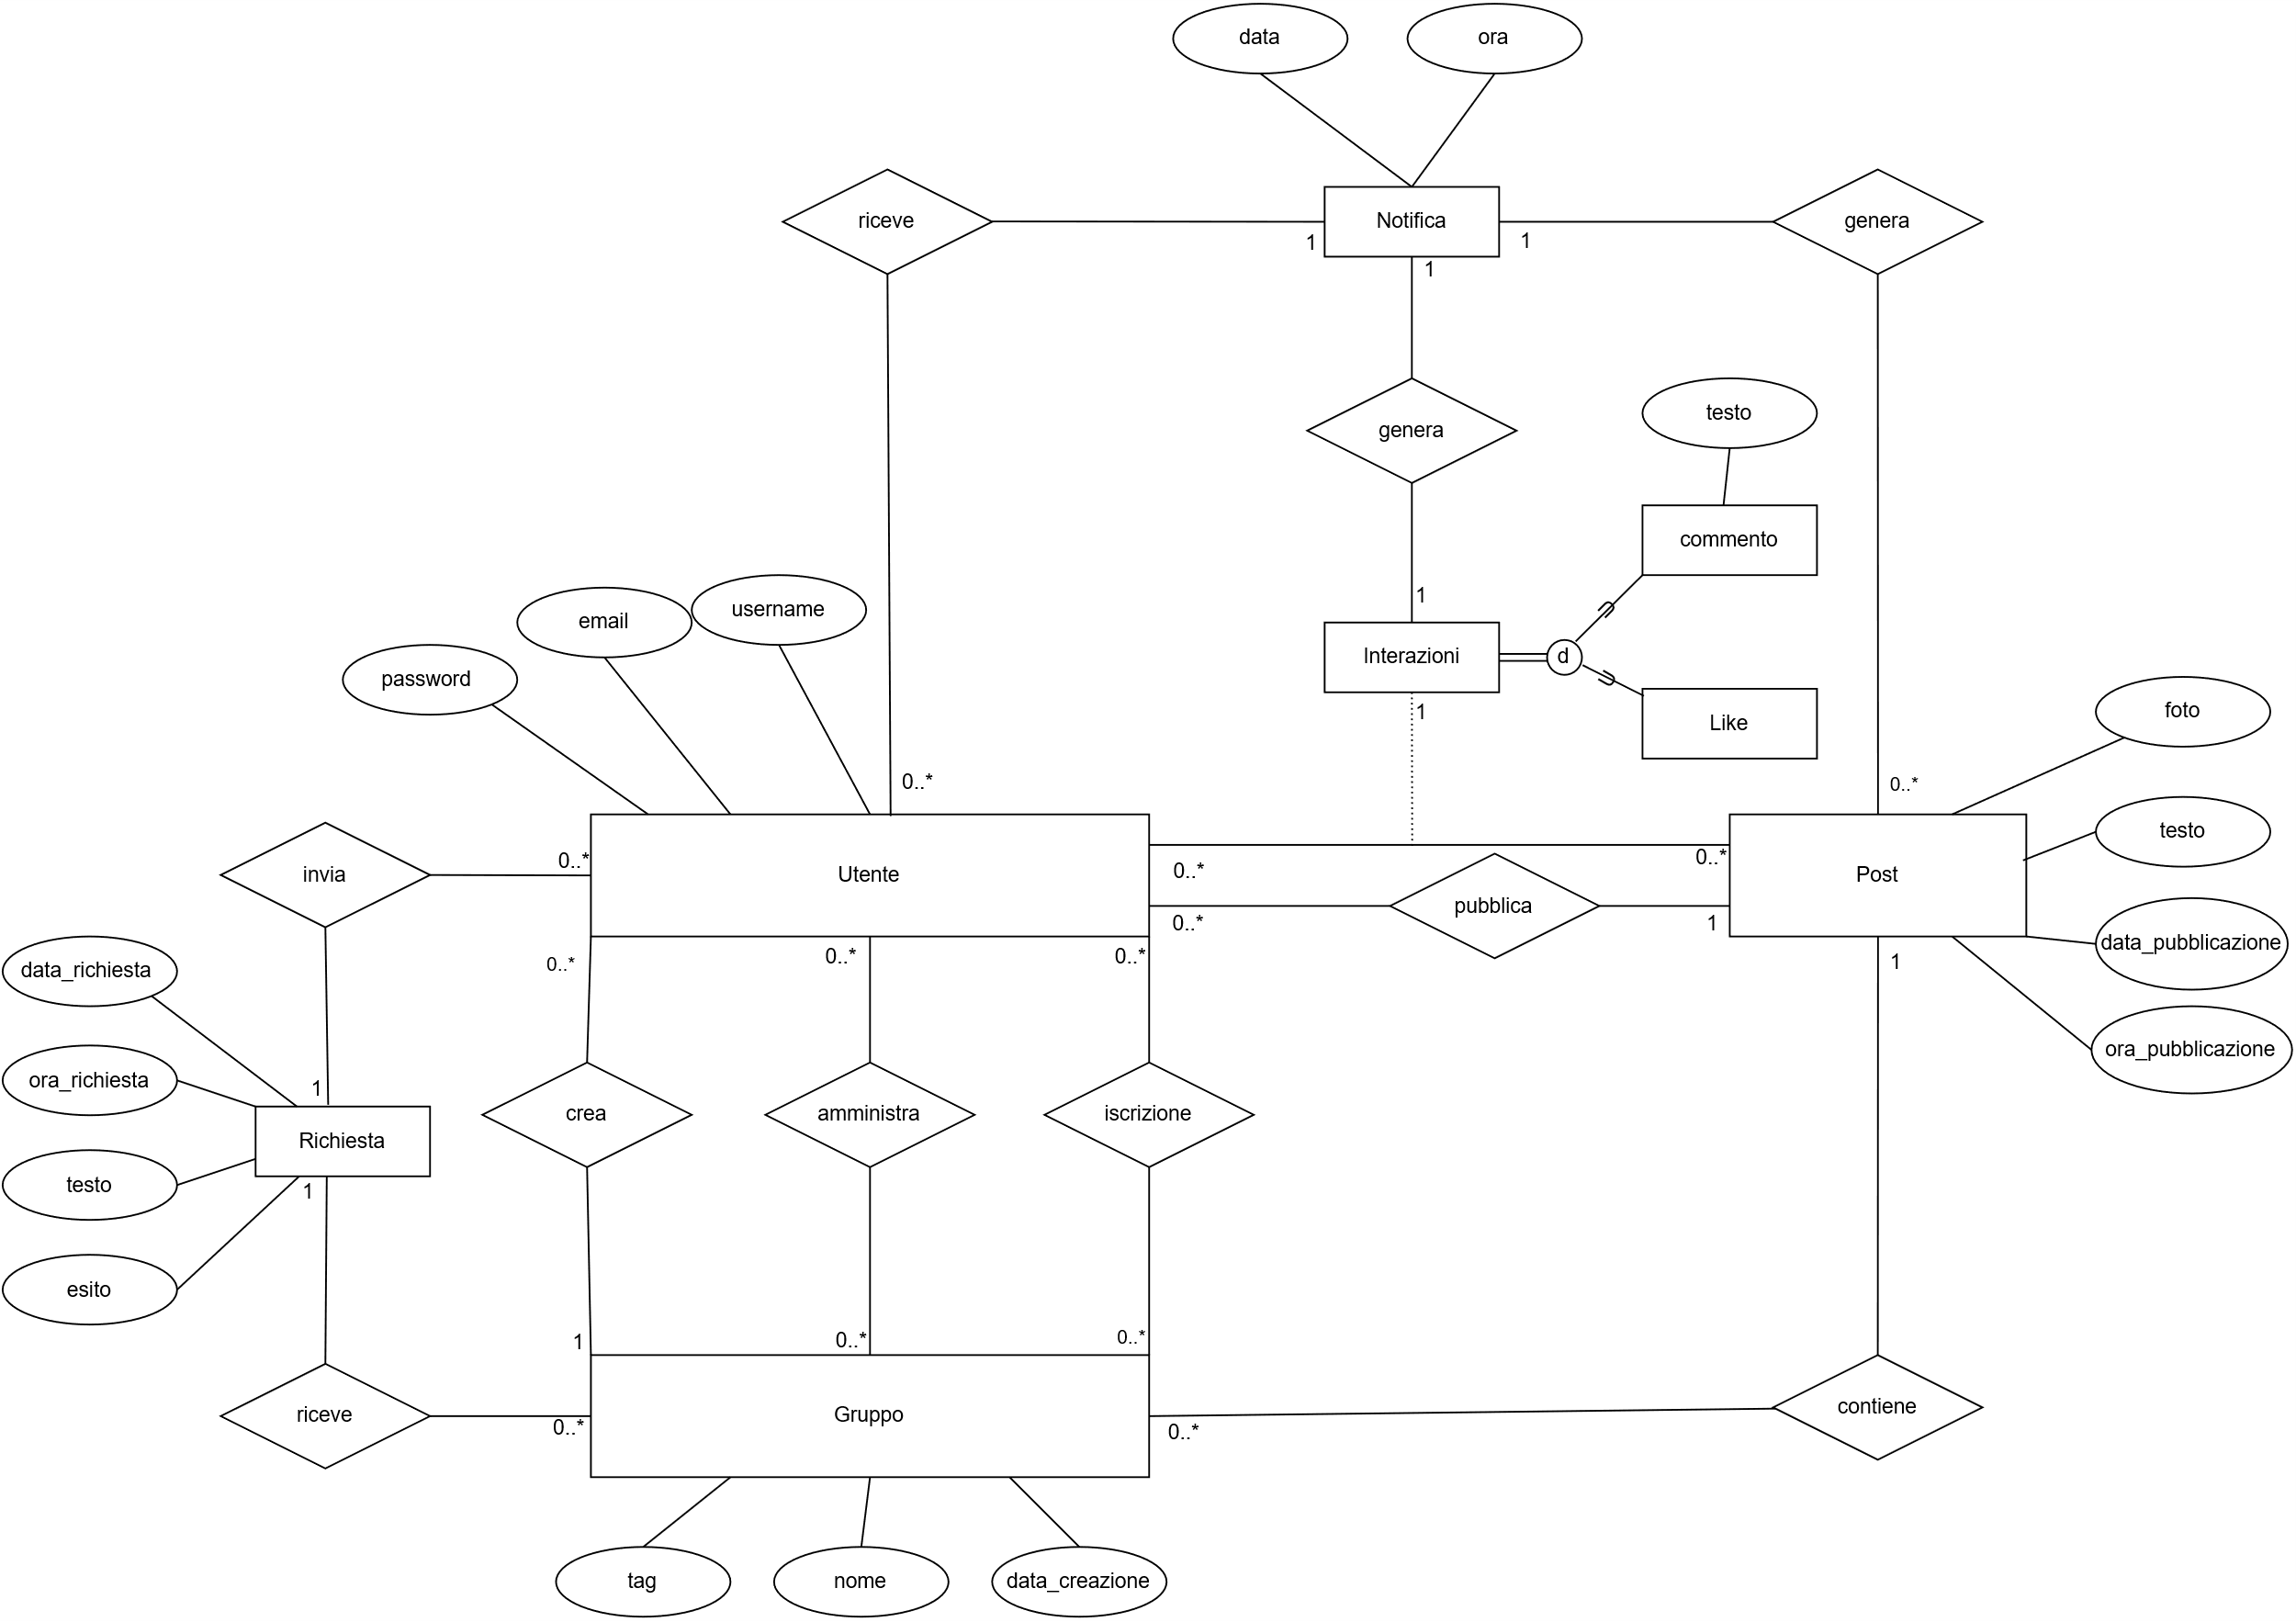 data
ora
riceve
Notifica
genera
1
1
1
genera
testo
commento
1
Interazioni
d
Like
1
username
email
password
foto
testo
data_pubblicazione
ora_pubblicazione
0..*
0..*
invia
0..*
Utente
0..*
0..*
Post
0..*
pubblica
1
0..*
0..*
0..*
1
data_richiesta
ora_richiesta
testo
esito
1
Richiesta
1
crea
amministra
iscrizione
1
0..*
0..*
riceve
0..*
Gruppo
0..*
contiene
tag
nome
data_creazione